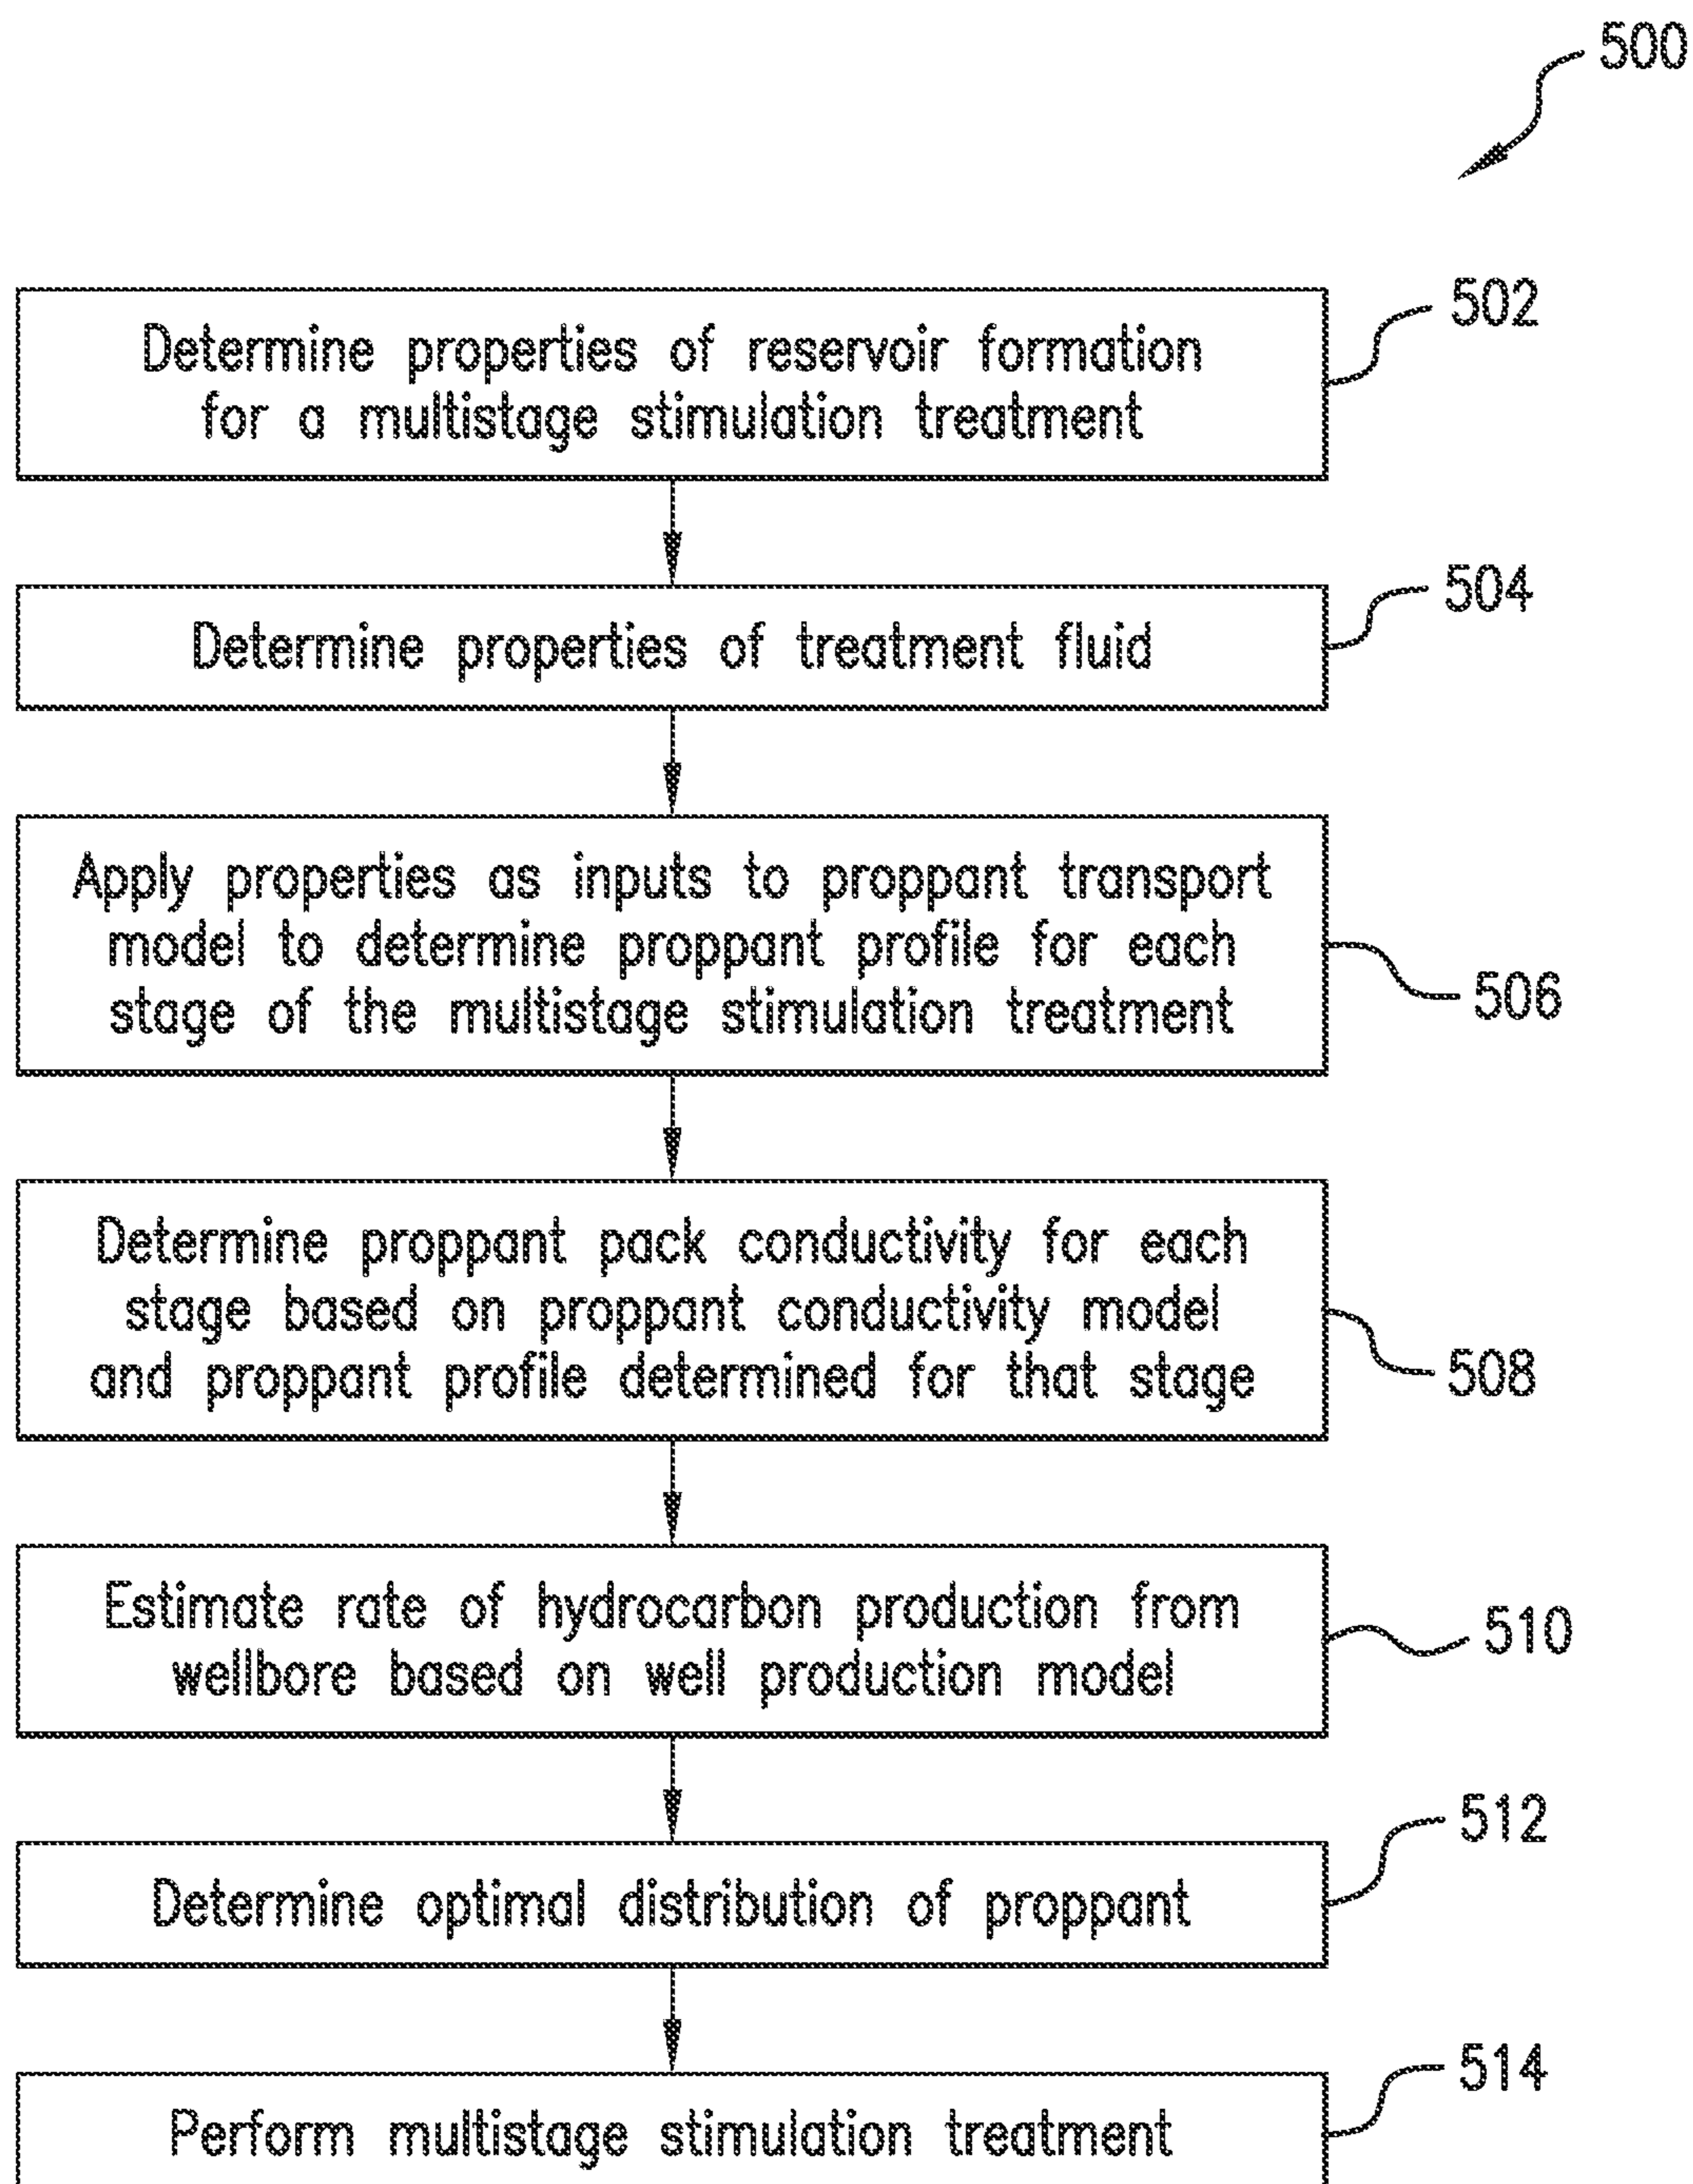 500
502
Determine properties of reservoir formation
for a multistage stimulation treatment
504
Determine properties of treatment fluid
Apply properties as inputs to proppant transport
model to determine proppant profile for each
stage of the multistage stimulation treatment
506
Determine proppant pack conductivity for each
stage based on proppant conductivity model
and proppant profile determined for that stage
508
Estimate rate of hydrocarbon production from
wellbore based on well production model
510
512
Determine optimal distribution of proppant
514
Perform multistage stimulation treatment